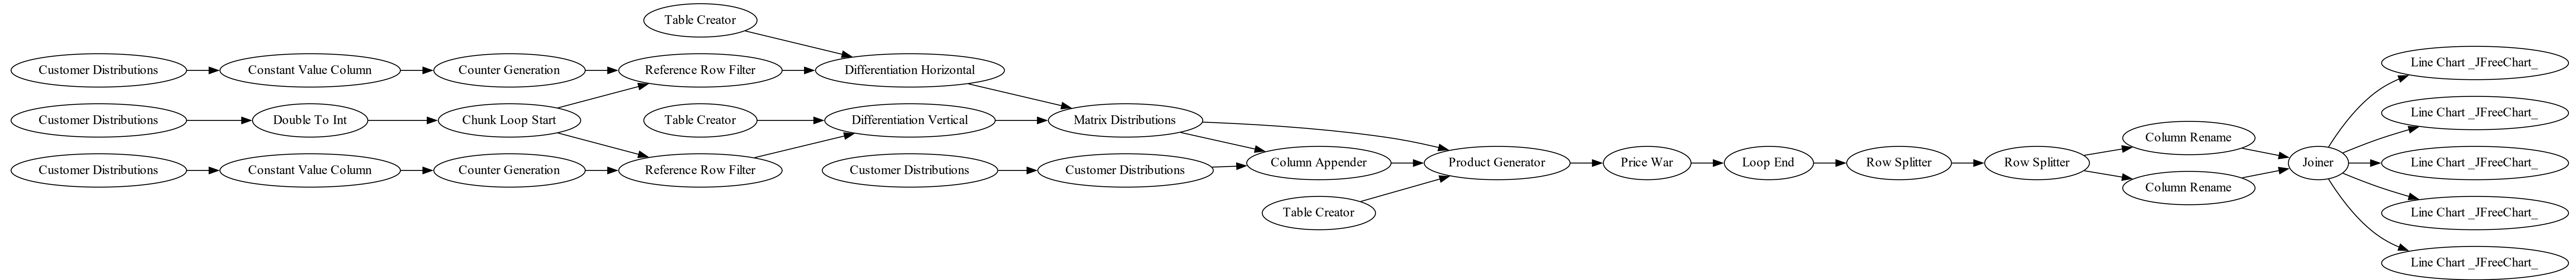 Table Creator
Customer Distributions
Constant Value Column
Counter Generation
Reference Row Filter
Differentiation Horizontal
Customer Distributions
Double To Int
Chunk Loop Start
Table Creator
Differentiation Vertical
Matrix Distributions
Customer Distributions
Constant Value Column
Counter Generation
Reference Row Filter
Customer Distributions
Customer Distributions
Column Appender
Product Generator
Price War
Loop End
Row Splitter
Row Splitter
Table Creator
Column Rename
Column Rename
Joiner
Line Chart _JFreeChart_
Line Chart _JFreeChart_
Line Chart _JFreeChart_
Line Chart _JFreeChart_
Line Chart _JFreeChart_